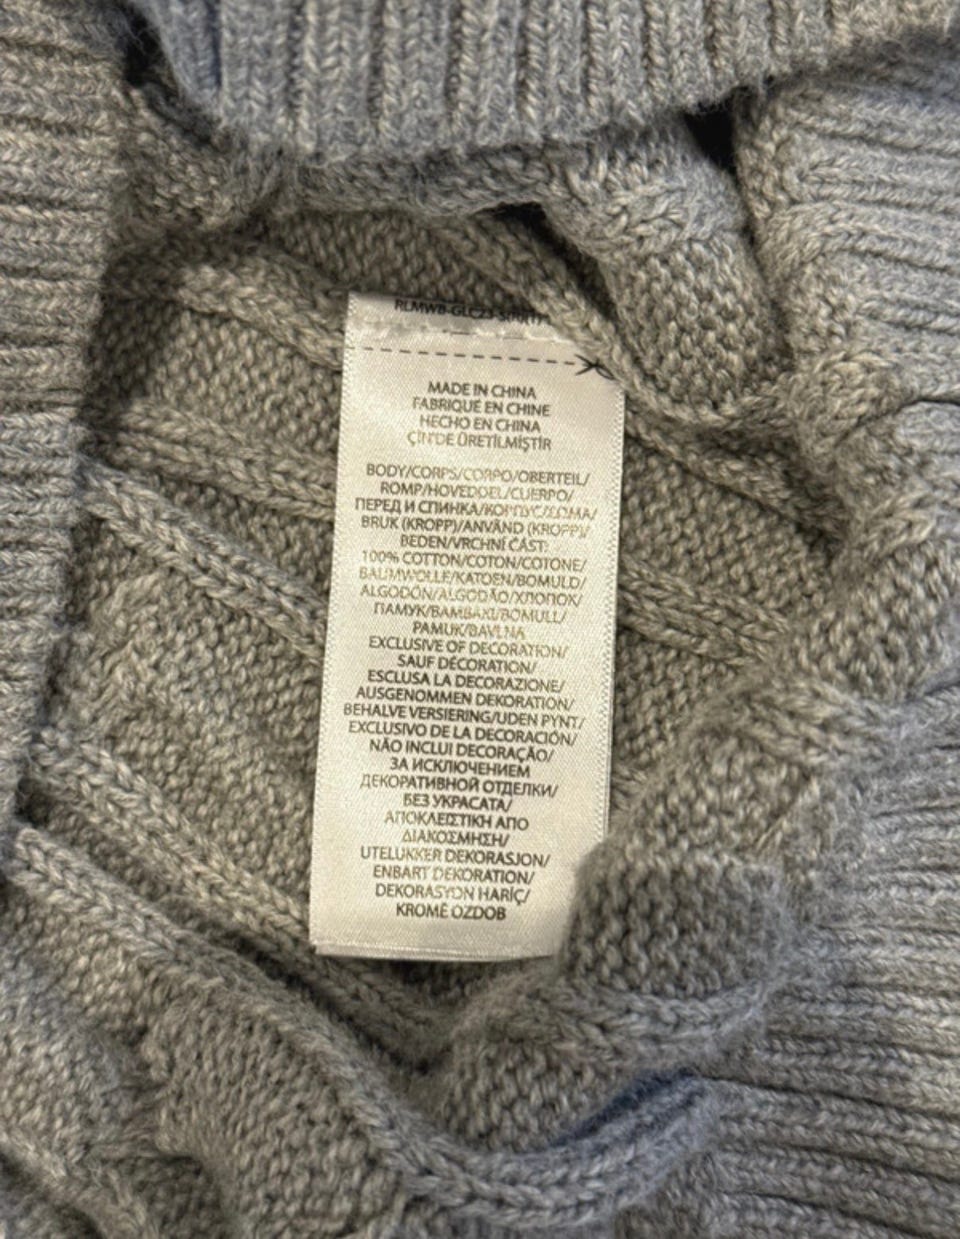 RLMWB-GLC23-
MADE IN CHINA
FABRIQUÉ EN CHINE
HECHO EN CHINA
ÇİN'DE ÜRETİLMİŞTİR
BODY/CORPS/CORPO/OBERTEIL/
ROMP/HOVEDDEL/CUERPO/
ПЕРЕД И СПИНКА/КОРПУС/ΣΩΜΑ/
BRUK (KROPP)/ANVÄND (KROPP)/
BEDEN/VRCHNÍ ČÁST:
100% COTTON/COTON/COTONE/
BAUMWOLLE/KATOEN/BOMULD/
ALGODÓN/ALGODÃO/ХЛОПОК/
ПАМУК/ΒΑΜΒΑΚΙ/BOMULL/
PAMUK/BAVLNA
EXCLUSIVE OF DECORATION/
SAUF DÉCORATION/
ESCLUSA LA DECORAZIONE/
AUSGENOMMEN DEKORATION/
BEHALVE VERSIERING/UDEN PYNT/
EXCLUSIVO DE LA DECORACIÓN/
NÃO INCLUI DECORAÇÃO/
ЗА ИСКЛЮЧЕНИЕМ
ДЕКОРАТИВНОЙ ОТДЕЛКИ/
БЕЗ УКРАСАТА/
ΑΠΟΚΛΕΙΣΤΙΚΗ ΑΠΟ
ΔΙΑΚΟΣΜΗΣΗ/
UTELUKKER DEKORASJON/
ENBART DEKORATION/
DEKORASYON HARİÇ/
KROMĚ OZDOB